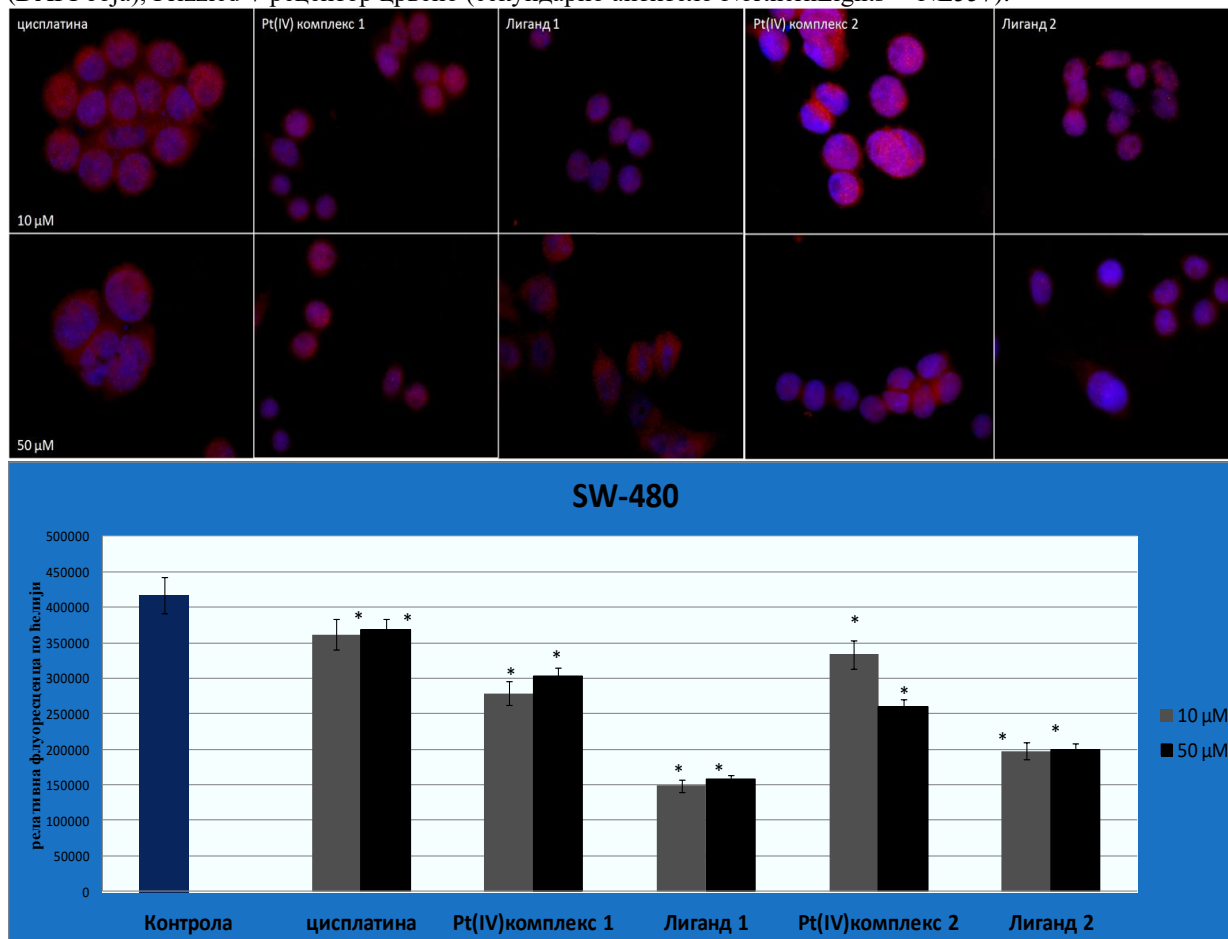 цисплатина
Pt(IV) комплекс 1
Лиганд 1
Pt(IV) комплекс 2
Лиганд 2
10 µM
50 µM
SW-480
релативна флуоресценца по ћелији
500000
450000
400000
350000
300000
250000
200000
150000
100000
50000
0
* * * * * * * * * *
10 µM
50 µM
Контрола
цисплатина
Pt(IV)комплекс 1
Лиганд 1
Pt(IV)комплекс 2
Лиганд 2